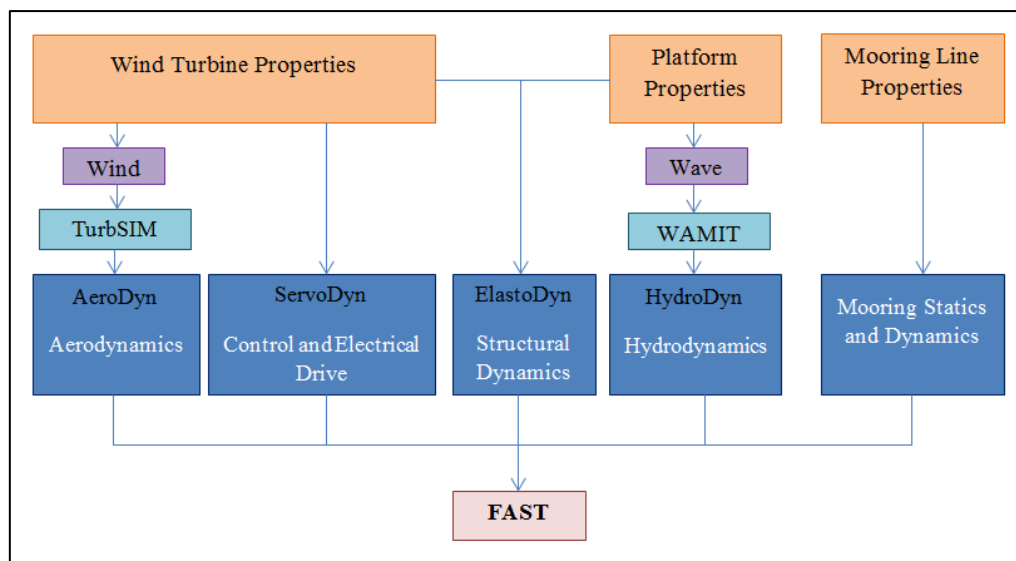 Wind Turbine Properties
Platform
Properties
Mooring Line
Properties
Wind
Wave
TurbSIM
WAMIT
AeroDyn
Aerodynamics
ServoDyn
Control and Electrical
Drive
ElastoDyn
Structural
Dynamics
HydroDyn
Hydrodynamics
Mooring Statics
and Dynamics
FAST